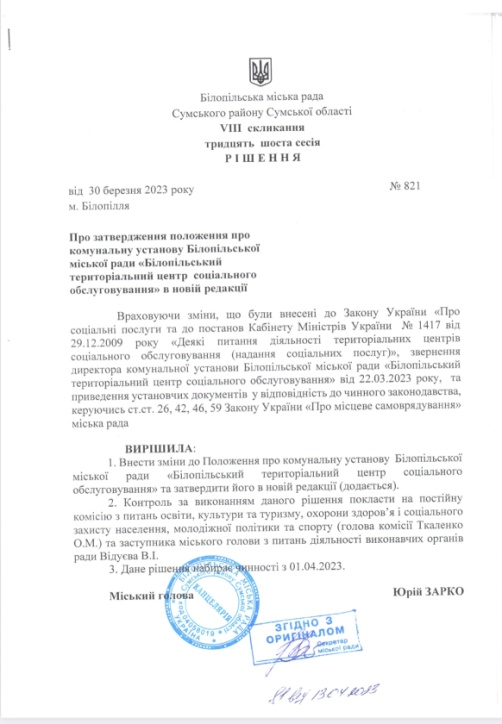 Білопільська міська рада
Сумського району Сумської області
VIII скликання
тридцять шоста сесія
Р І Ш Е Н Н Я
від 30 березня 2023 року
№ 821
м. Білопілля
Про затвердження положення про
комунальну установу Білопільської
міської ради «Білопільський
територіальний центр соціального
обслуговування» в новій редакції
Враховуючи зміни, що були внесені до Закону України «Про
соціальні послуги та до постанов Кабінету Міністрів України № 1417 від
29.12.2009 року «Деякі питання діяльності територіальних центрів
соціального обслуговування (надання соціальних послуг)», звернення
директора комунальної установи Білопільської міської ради «Білопільський
територіальний центр соціального обслуговування» від 22.03.2023 року, та
приведення установчих документів у відповідність до чинного законодавства,
керуючись ст.ст. 26, 42, 46, 59 Закону України «Про місцеве самоврядування»
міська рада
ВИРІШИЛА:
1. Внести зміни до Положення про комунальну установу Білопільської
міської ради «Білопільський територіальний центр соціального
обслуговування» та затвердити його в новій редакції (додається).
2. Контроль за виконанням даного рішення покласти на постійну
комісію з питань освіти, культури та туризму, охорони здоров'я і соціального
захисту населення, молодіжної політики та спорту (голова комісії Ткаленко
О.М.) та заступника міського голови з питань діяльності виконавчих органів
ради Відуєва В.І.
3. Дане рішення набирає чинності з 01.04.2023.
Міський голова
Юрій ЗАРКО
КАНЦЕЛЯРІЯ
04058019
УКРАЇНА
ЗГІДНО З
ОРИГІНАЛОМ
Секретар
міської ради